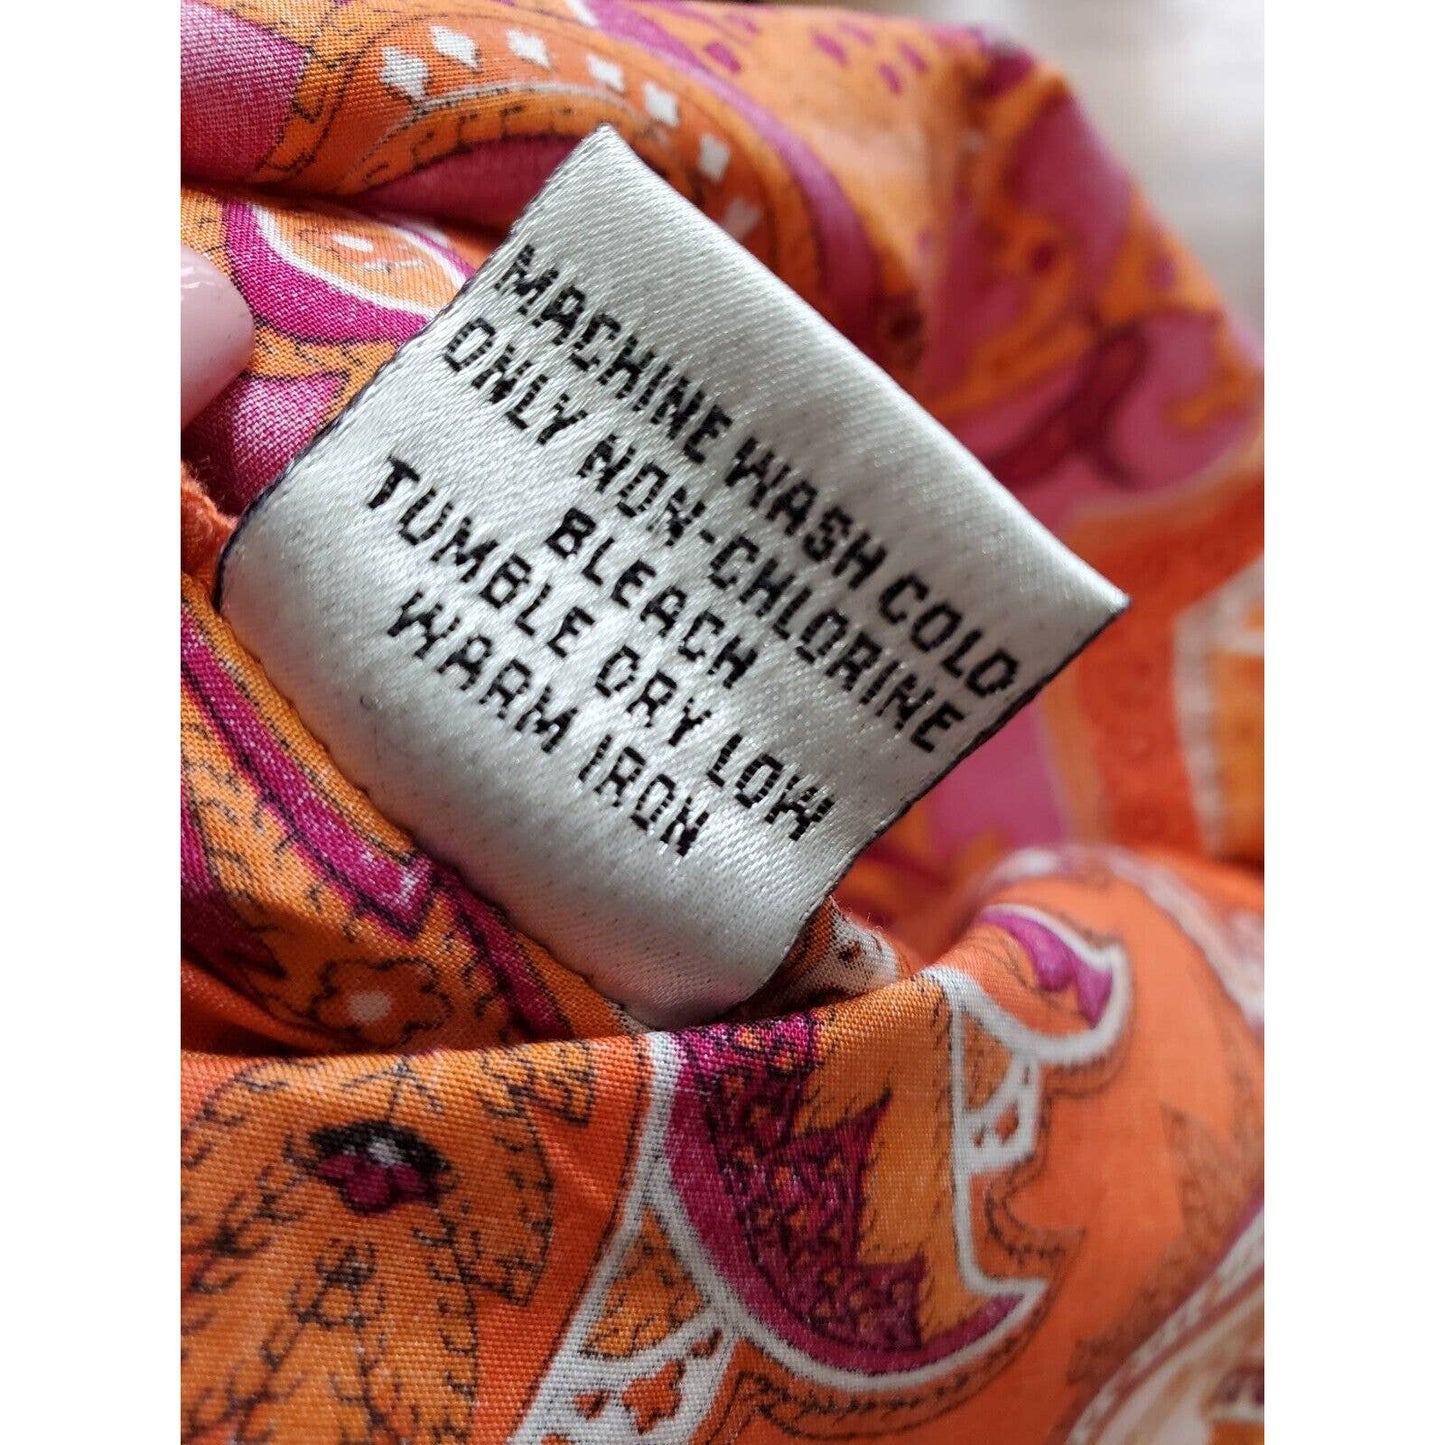 MACHINE WASH COLD
ONLY NON-CHLORINE
BLEACH
TUMBLE DRY LOW
WARM IRON